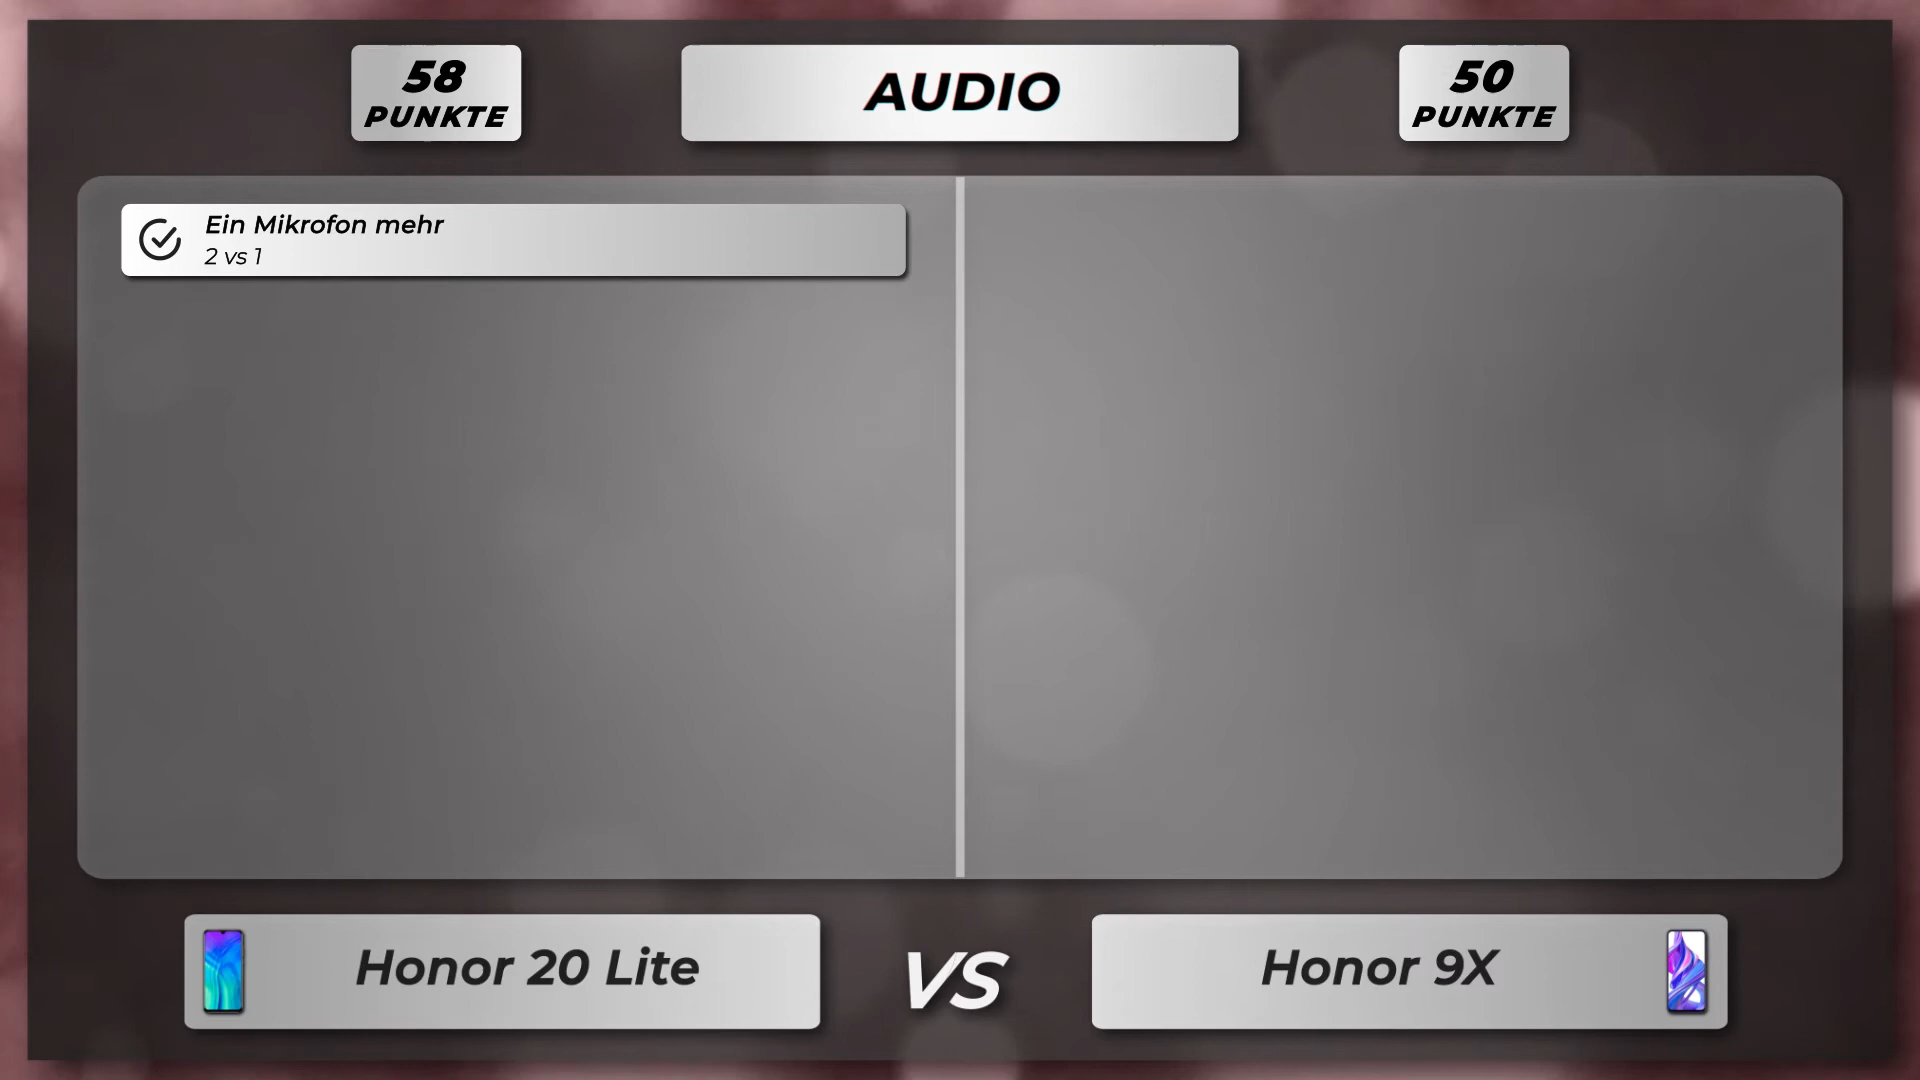 58
PUNKTE
AUDIO
50
PUNKTE
Ein Mikrofon mehr
2 vs 1
Honor 20 Lite
VS
Honor 9X